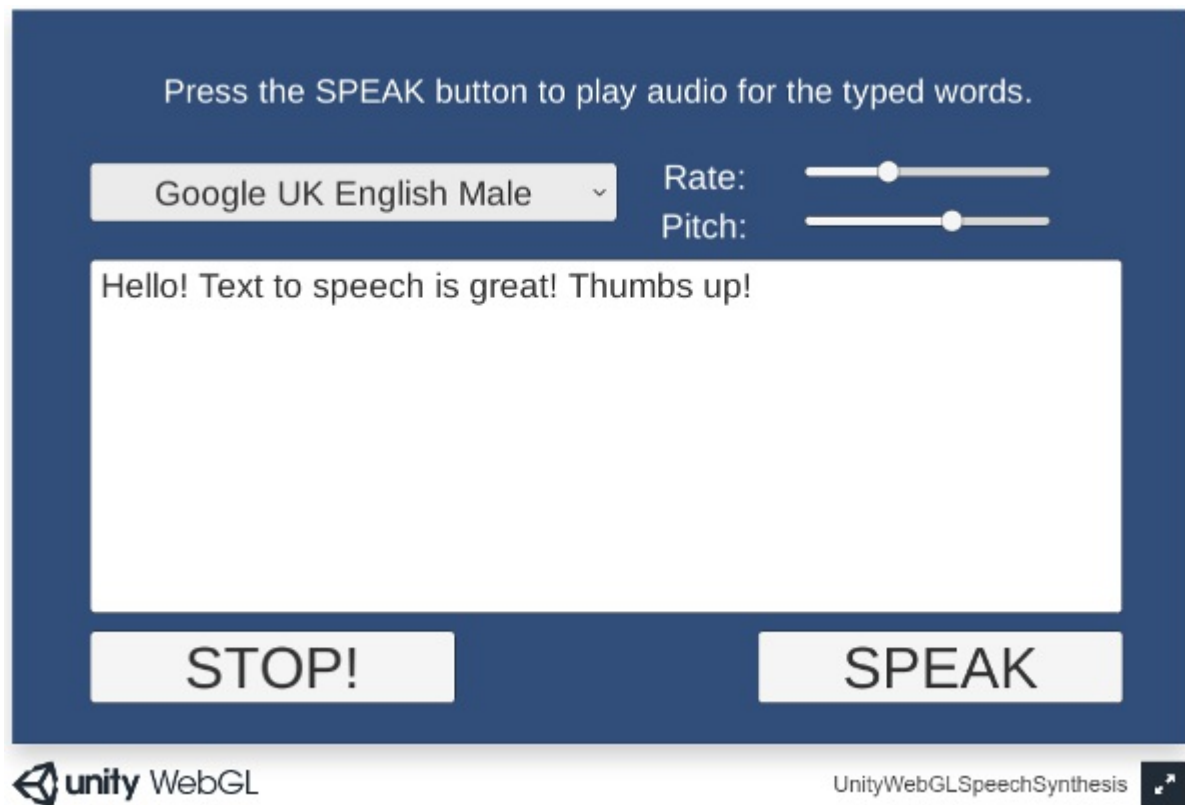 Press the SPEAK button to play audio for the typed words.
Google UK English Male
Rate:
Pitch:
Hello! Text to speech is great! Thumbs up!
STOP!
SPEAK
unity WebGL
UnityWebGLSpeechSynthesis